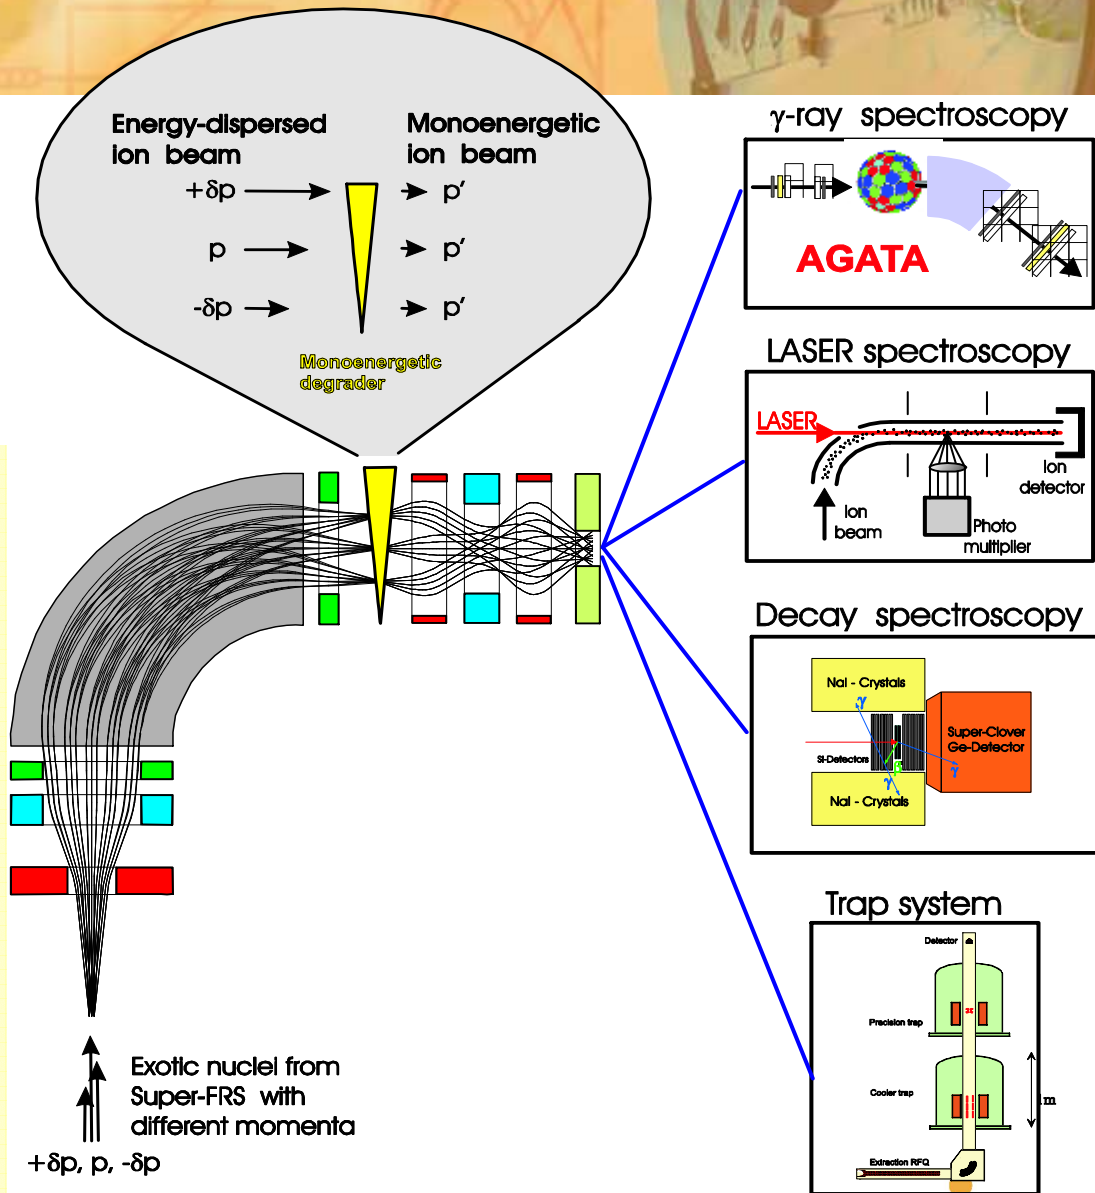 Energy-dispersed
ion beam
Monoenergetic
ion beam
+δp
p′
p
p′
-δp
p′
Monoenergetic
degrader
Exotic nuclei from
Super-FRS with
different momenta
+δp, p, -δp
γ-ray spectroscopy
AGATA
LASER spectroscopy
LASER
Ion
beam
Photo
multiplier
Ion
detector
Decay spectroscopy
NaI - Crystals
γ
Super-Clover
Ge-Detector
SI-Detectors
β
γ
γ
NaI - Crystals
Trap system
Detector
Precision trap
Cooler trap
1m
Extraction RFQ